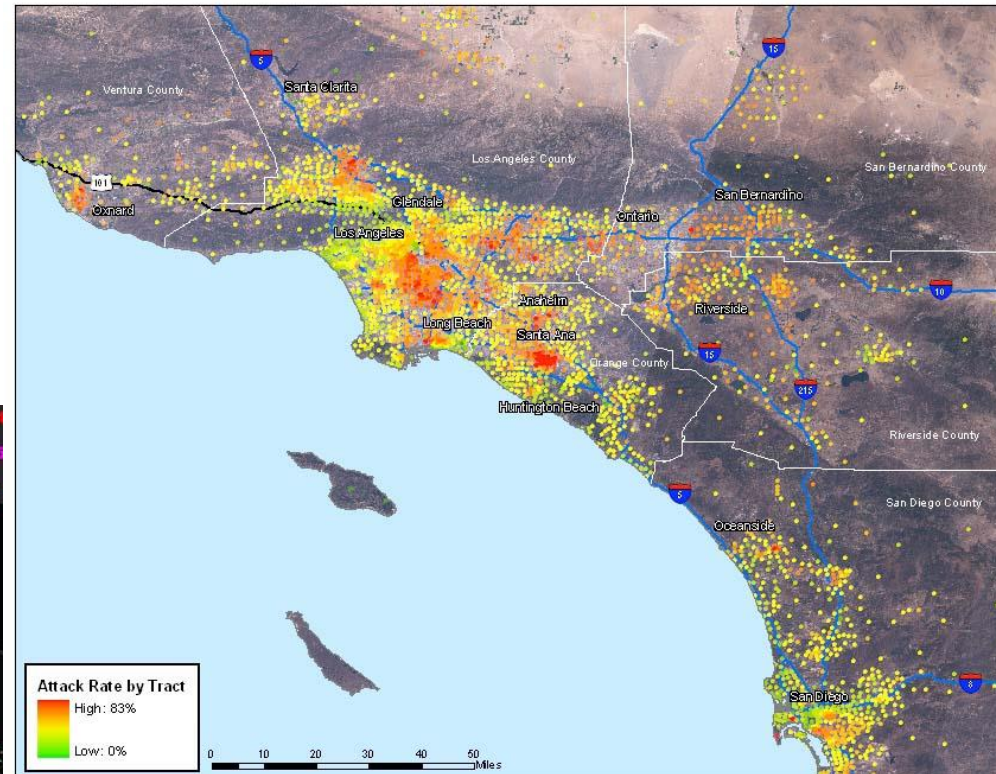 5
15
Santa Clarita
Ventura County
Los Angeles County
San Bernardino County
101
Oxnard
Glendale
San Bernardino
Ontario
Los Angeles
10
Anaheim
Riverside
Long Beach
Santa Ana
15
Orange County
215
Huntington Beach
Riverside County
5
San Diego County
Oceanside
8
San Diego
Attack Rate by Tract
High: 83%
Low: 0%
0 10 20 30 40 50
Miles